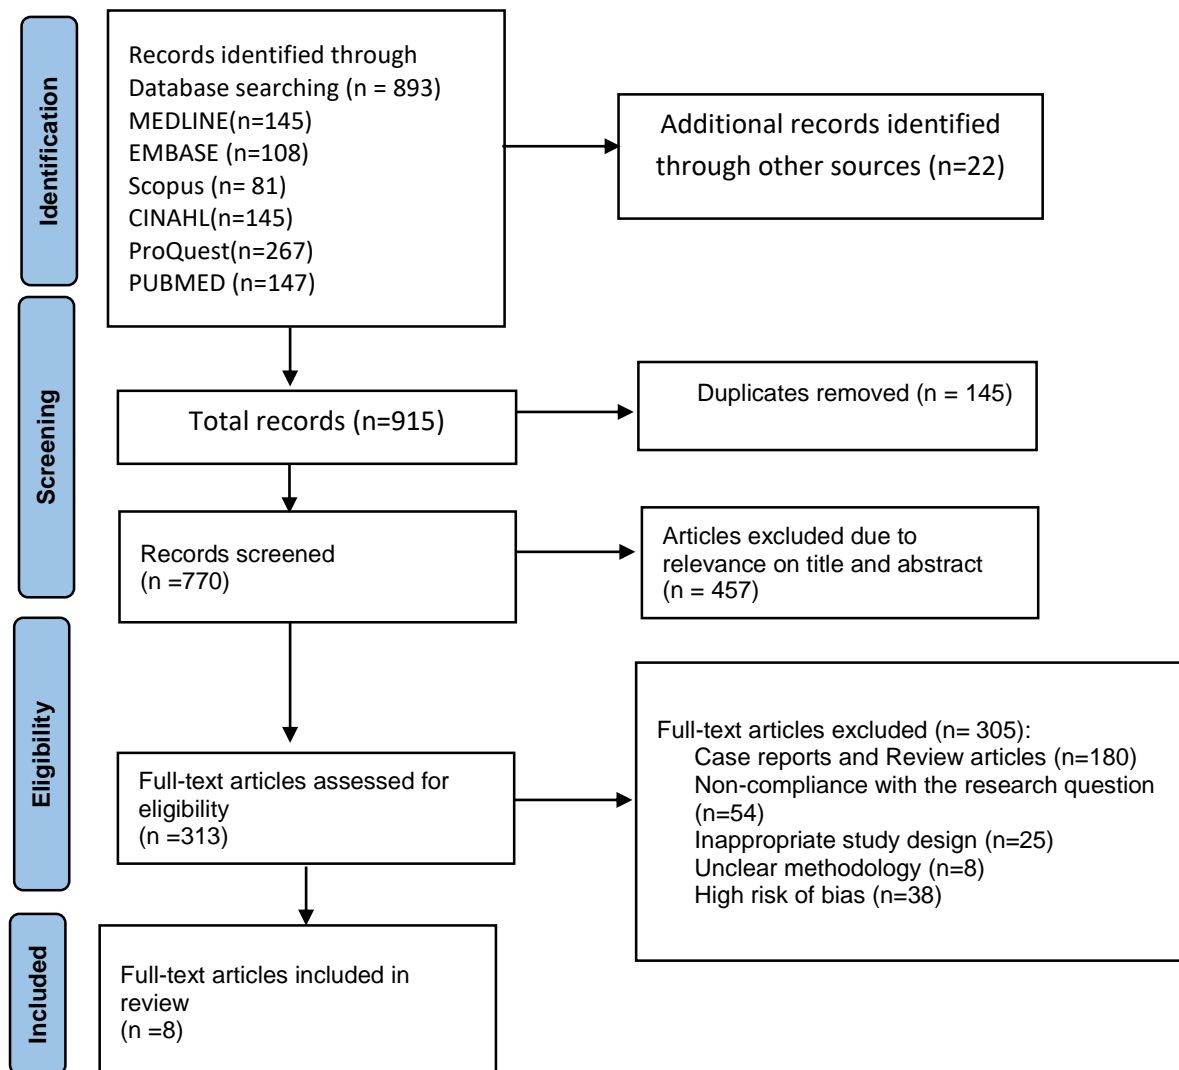 Identification
Records identified through
Database searching (n = 893)
MEDLINE(n=145)
EMBASE (n=108)
Scopus (n= 81)
CINAHL(n=145)
ProQuest(n=267)
PUBMED (n=147)
Additional records identified
through other sources (n=22)
Screening
Total records (n=915)
Duplicates removed (n = 145)
Records screened
(n =770)
Articles excluded due to
relevance on title and abstract
(n = 457)
Eligibility
Full-text articles assessed for
eligibility
(n =313)
Full-text articles excluded (n= 305):
Case reports and Review articles (n=180)
Non-compliance with the research question
(n=54)
Inappropriate study design (n=25)
Unclear methodology (n=8)
High risk of bias (n=38)
Included
Full-text articles included in
review
(n =8)